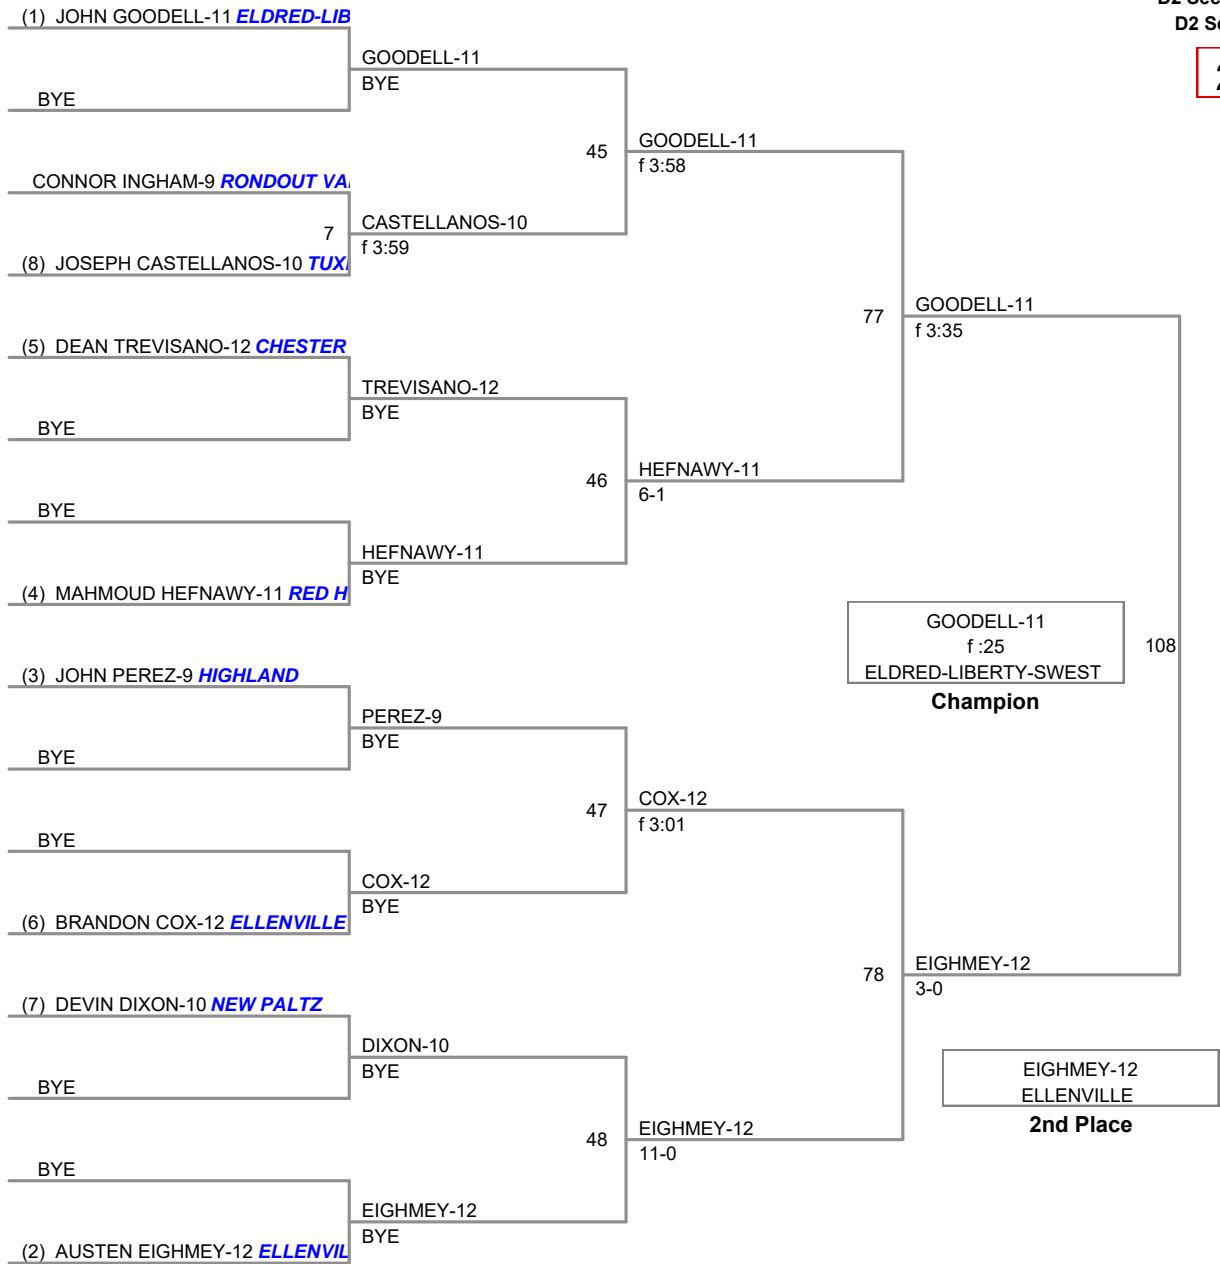 (1) JOHN GOODELL-11 ELDRED-LIB
D2 Se
GOODELL-11
BYE
BYE
45
GOODELL-11
f 3:58
CONNOR INGHAM-9 RONDOUT VA
7
CASTELLANOS-10
f 3:59
(8) JOSEPH CASTELLANOS-10 TUX
77
GOODELL-11
f 3:35
(5) DEAN TREVISANO-12 CHESTER
TREVISANO-12
BYE
BYE
46
HEFNAWY-11
6-1
BYE
HEFNAWY-11
BYE
(4) MAHMOUD HEFNAWY-11 RED H
GOODELL-11
f :25
ELDRED-LIBERTY-SWEST
Champion
108
(3) JOHN PEREZ-9 HIGHLAND
PEREZ-9
BYE
BYE
47
COX-12
f 3:01
BYE
COX-12
BYE
(6) BRANDON COX-12 ELLENVILLE
78
EIGHMEY-12
3-0
(7) DEVIN DIXON-10 NEW PALTZ
DIXON-10
BYE
BYE
EIGHMEY-12
ELLENVILLE
2nd Place
48
EIGHMEY-12
11-0
BYE
EIGHMEY-12
BYE
(2) AUSTEN EIGHMEY-12 ELLENVIL